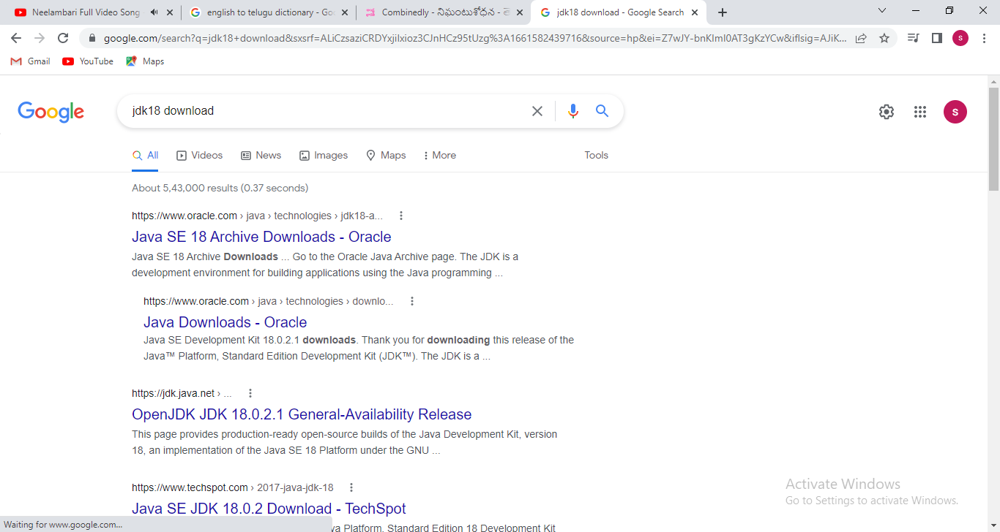 Neelambari Full Video Song
english to telugu dictionary - Goo
Combinedly - నిఘంటుశోధన - తె
jdk18 download - Google Search
google.com/search?q=jdk18+download&sxsrf=ALiCzsaziCRDYxjiIxioz3CJnHCz95tUzg%3A1661582439716&source=hp&ei=Z7wJY-bnKImI0AT3gKzYCw&iflsig=AJiK...
S
Gmail
YouTube
Maps
Google
jdk18 download
S
All
Videos
News
Images
Maps
More
Tools
About 5,43,000 results (0.37 seconds)
https://www.oracle.com › java › technologies › jdk18-a...
Java SE 18 Archive Downloads - Oracle
Java SE 18 Archive Downloads ... Go to the Oracle Java Archive page. The JDK is a
development environment for building applications using the Java programming ...
https://www.oracle.com › java › technologies › downlo...
Java Downloads - Oracle
Java SE Development Kit 18.0.2.1 downloads. Thank you for downloading this release of the
Java™ Platform, Standard Edition Development Kit (JDK™). The JDK is a ...
https://jdk.java.net › ...
OpenJDK JDK 18.0.2.1 General-Availability Release
This page provides production-ready open-source builds of the Java Development Kit, version
18, an implementation of the Java SE 18 Platform under the GNU ...
https://www.techspot.com › 2017-java-jdk-18
Java SE JDK 18.0.2 Download - TechSpot
va Platform, Standard Edition 18 Development Kit
Activate Windows
Go to Settings to activate Windows.
Waiting for www.google.com...